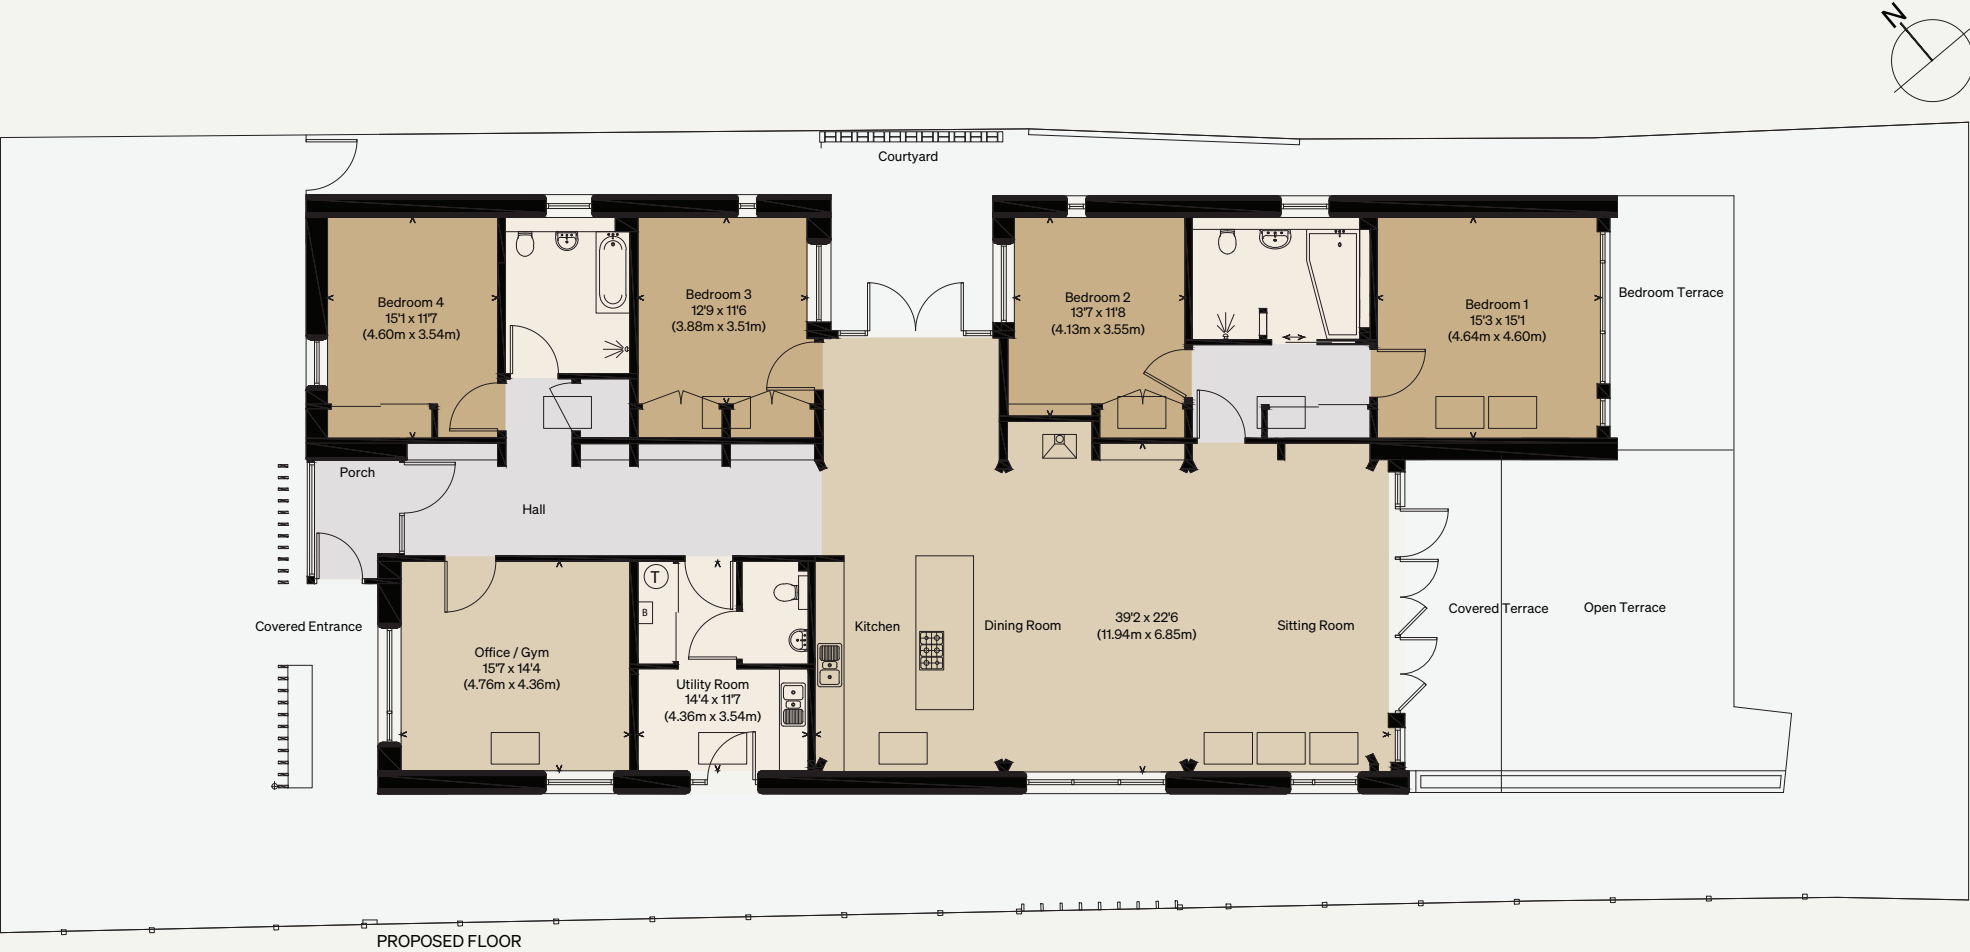 N
Courtyard
Bedroom 4
15'1 x 11'7
(4.60m x 3.54m)
Bedroom 3
12'9 x 11'6
(3.88m x 3.51m)
Bedroom 2
13'7 x 11'8
(4.13m x 3.55m)
Bedroom 1
15'3 x 15'1
(4.64m x 4.60m)
Bedroom Terrace
Porch
Hall
Covered Entrance
Office / Gym
15'7 x 14'4
(4.76m x 4.36m)
T
B
Utility Room
14'4 x 11'7
(4.36m x 3.54m)
Kitchen
Dining Room
39'2 x 22'6
(11.94m x 6.85m)
Sitting Room
Covered Terrace
Open Terrace
PROPOSED FLOOR